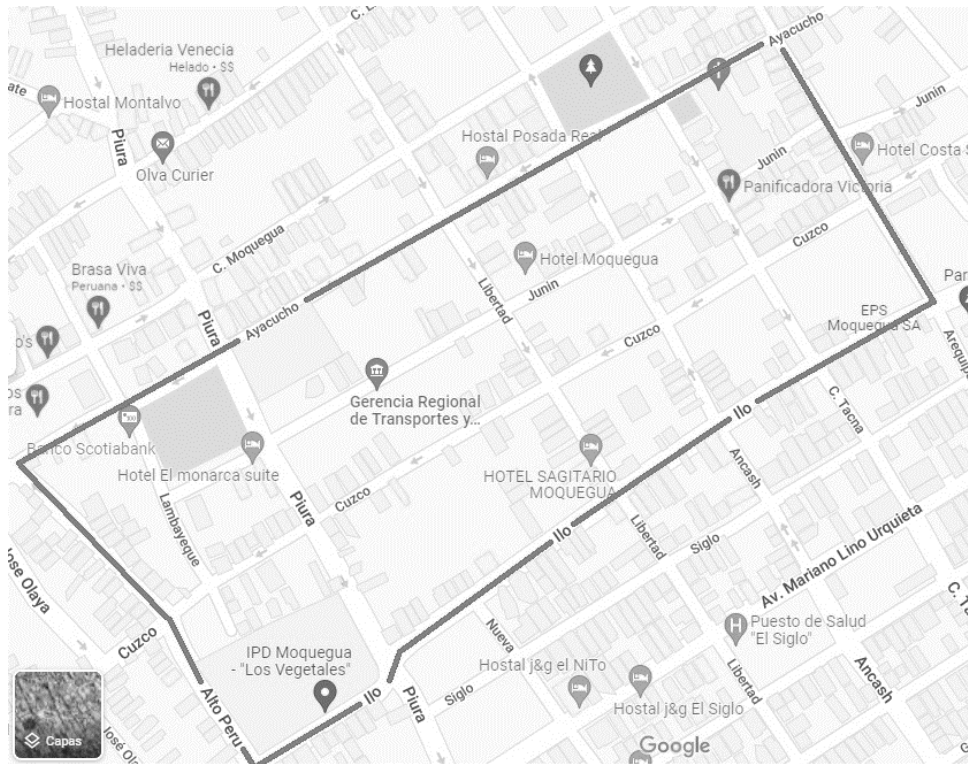 Ayacucho
Heladeria Venecia
Helado • $$
Hostal Montalvo
Piura
Olva Curier
Hostal Posada Real
Junin
Hotel Costa S
Junin
Panificadora Victoria
C. Moquegua
Cuzco
Brasa Viva
Peruana • $$
Libertad
Hotel Moquegua
Junin
Par
EPS
Moquegua SA
Piura
Ayacucho
Cuzco
Arequipa
Gerencia Regional
de Transportes y...
Ilo
C. Tacna
Banco Scotiabank
Hotel El monarca suite
HOTEL SAGITARIO
MOQUEGUA
Ancash
Cuzco
Piura
Lambayeque
Ilo
Libertad
Siglo
Av. Mariano Lino Urquieta
Jose Olaya
Cuzco
Nueva
Puesto de Salud
"El Siglo"
IPD Moquegua
- "Los Vegetales"
Hostal j&g el NiTo
Libertad
Ancash
Alto Peru
Ilo
Piura
Siglo
Hostal j&g El Siglo
Capas
Google